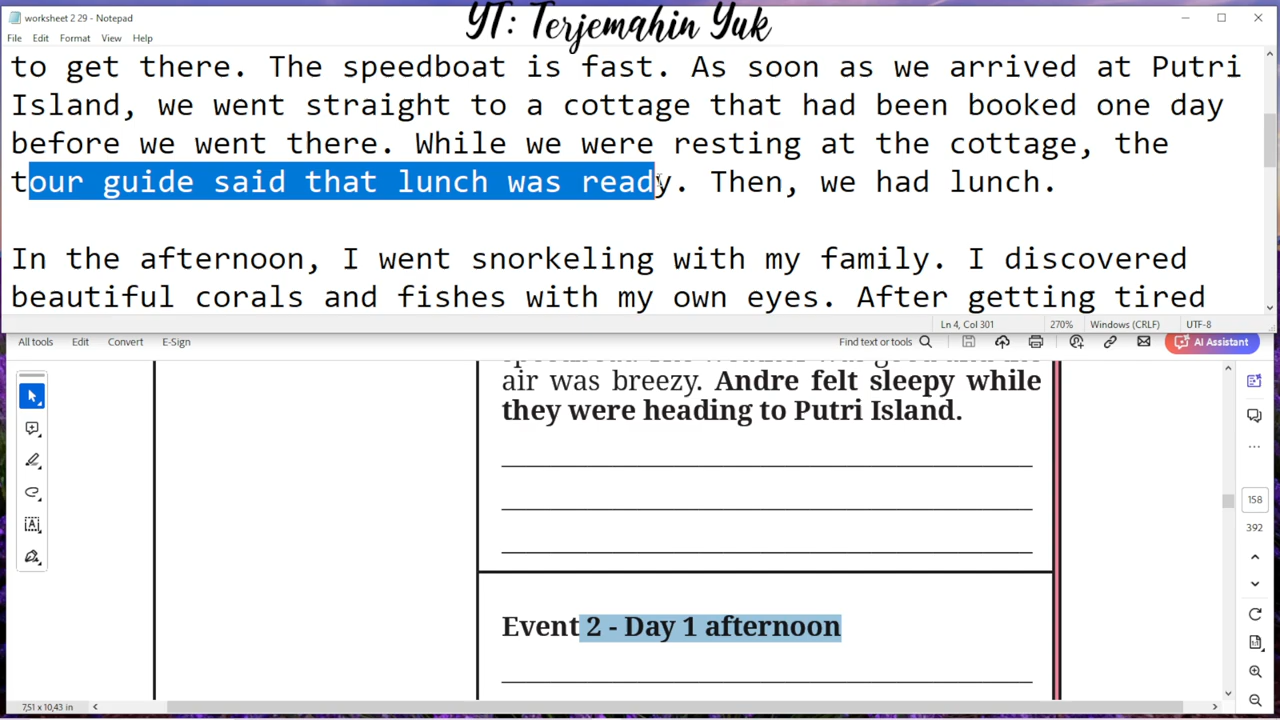 worksheet 2 29 - Notepad
YT: Terjemahin Yuk
File Edit Format View Help
to get there. The speedboat is fast. As soon as we arrived at Putri
Island, we went straight to a cottage that had been booked one day
before we went there. While we were resting at the cottage, the
tour guide said that lunch was ready. Then, we had lunch.
In the afternoon, I went snorkeling with my family. I discovered
beautiful corals and fishes with my own eyes. After getting tired
Ln 4, Col 301 270% Windows (CRLF) UTF-8
All tools Edit Convert E-Sign Find text or tools AI Assistant
air was breezy. Andre felt sleepy while
they were heading to Putri Island.
Event 2 - Day 1 afternoon
158
392
7,51 x 10,43 in